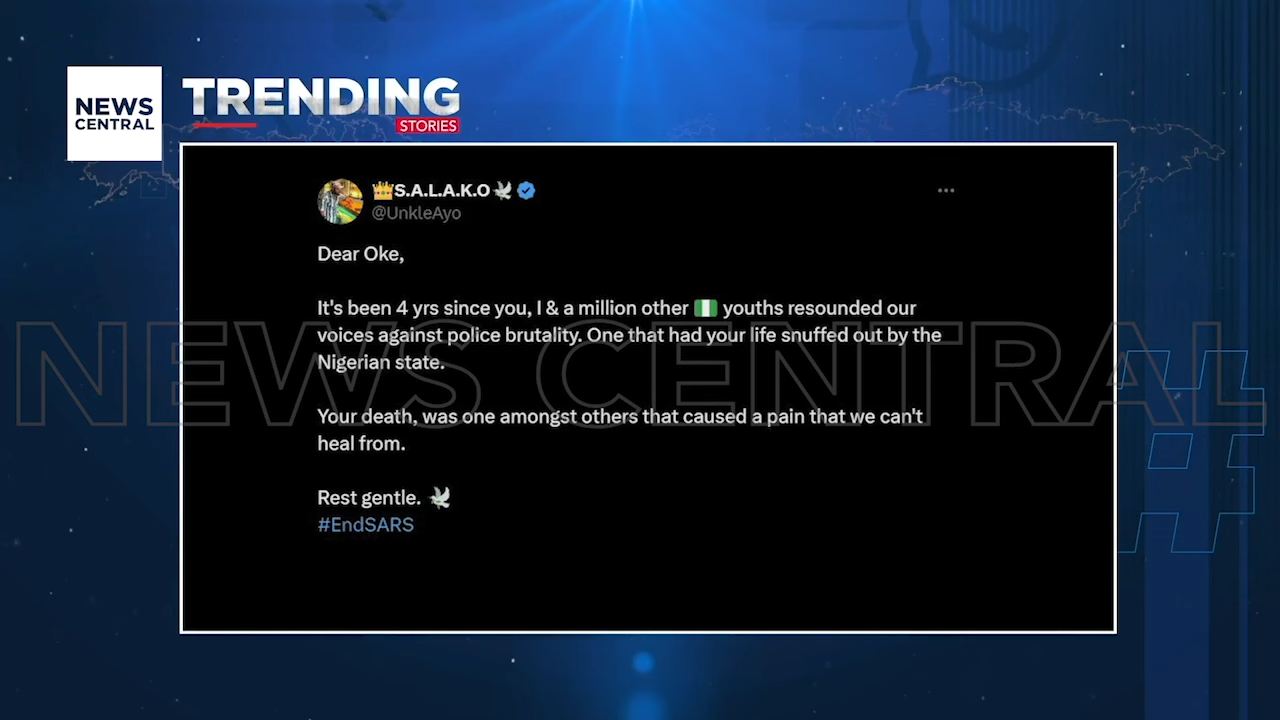 NEWS
CENTRAL
TRENDING
STORIES
👑S.A.L.A.K.O🕊
@UnkleAyo
Dear Oke,
It's been 4 yrs since you, I & a million other 🇳🇬 youths resounded our
voices against police brutality. One that had your life snuffed out by the
Nigerian state.
Your death, was one amongst others that caused a pain that we can't
heal from.
Rest gentle. 🕊
#EndSARS
NEWS CENTRAL
#
#